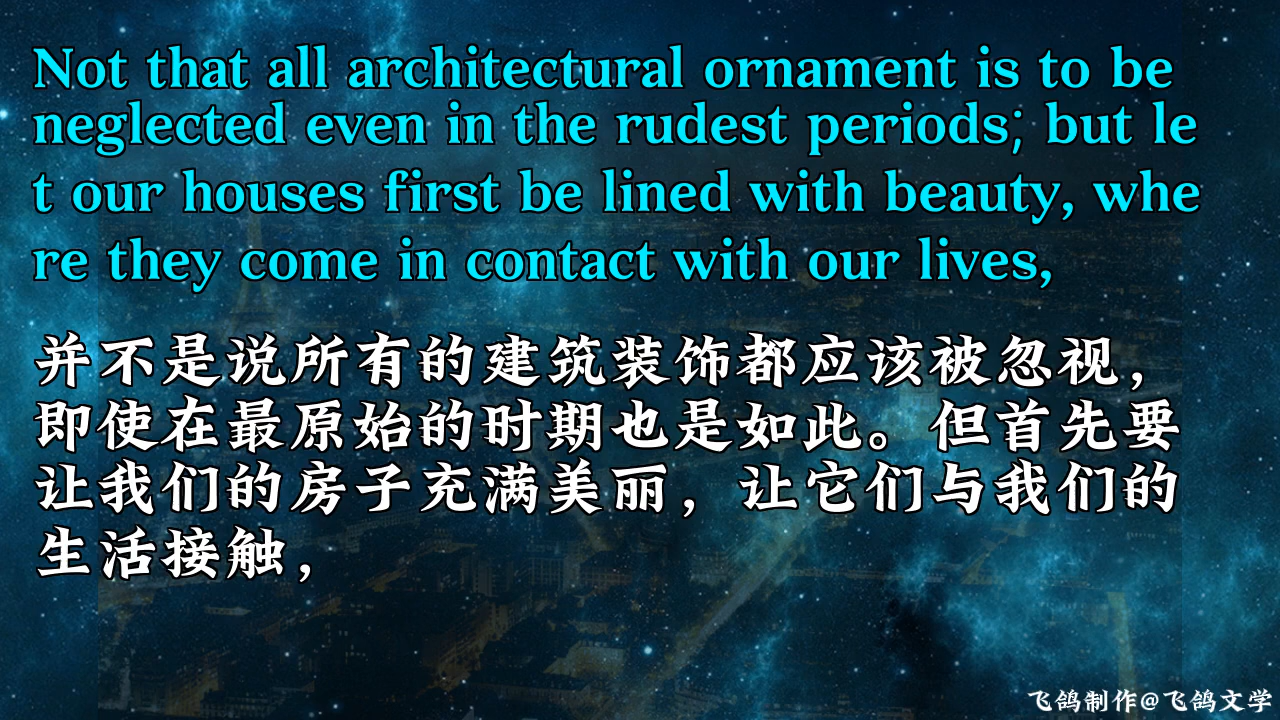 Not that all architectural ornament is to be
neglected even in the rudest periods; but le
t our houses first be lined with beauty, whe
re they come in contact with our lives,
并不是说所有的建筑装饰都应该被忽视，
即使在最原始的时期也是如此。但首先要
让我们的房子充满美丽，让它们与我们的
生活接触，
飞鸽制作@飞鸽文学